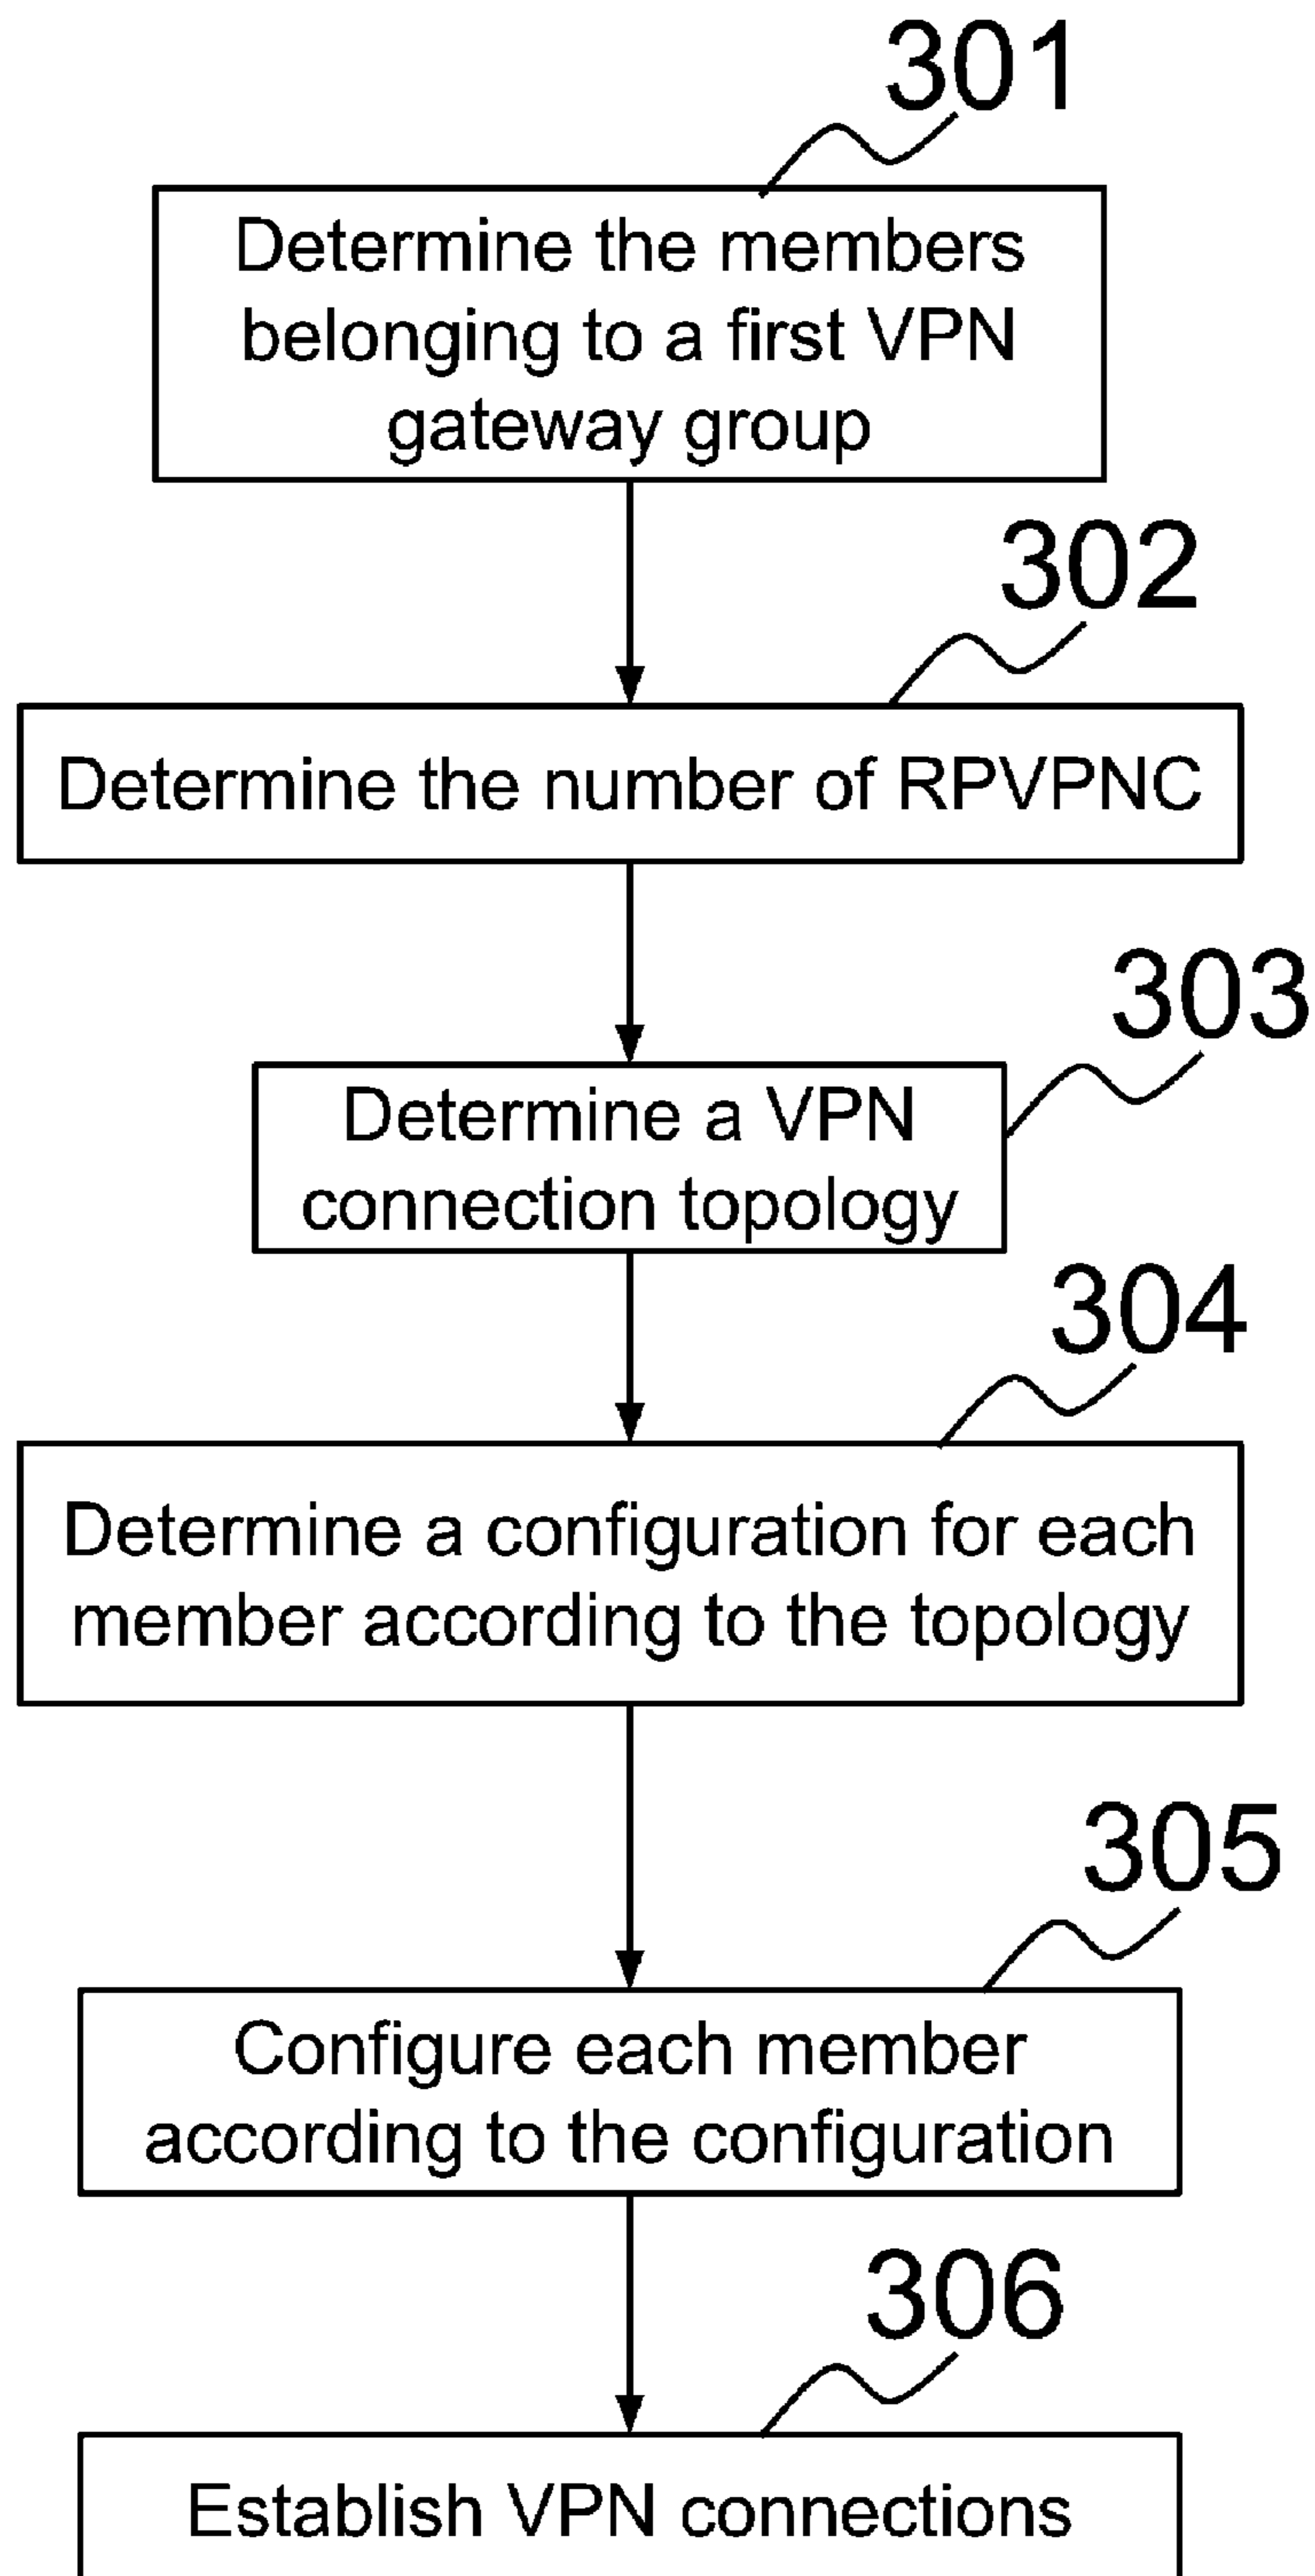 301
Determine the members
belonging to a first VPN
gateway group
302
Determine the number of RPVPNC
303
Determine a VPN
connection topology
304
Determine a configuration for each
member according to the topology
305
Configure each member
according to the configuration
306
Establish VPN connections